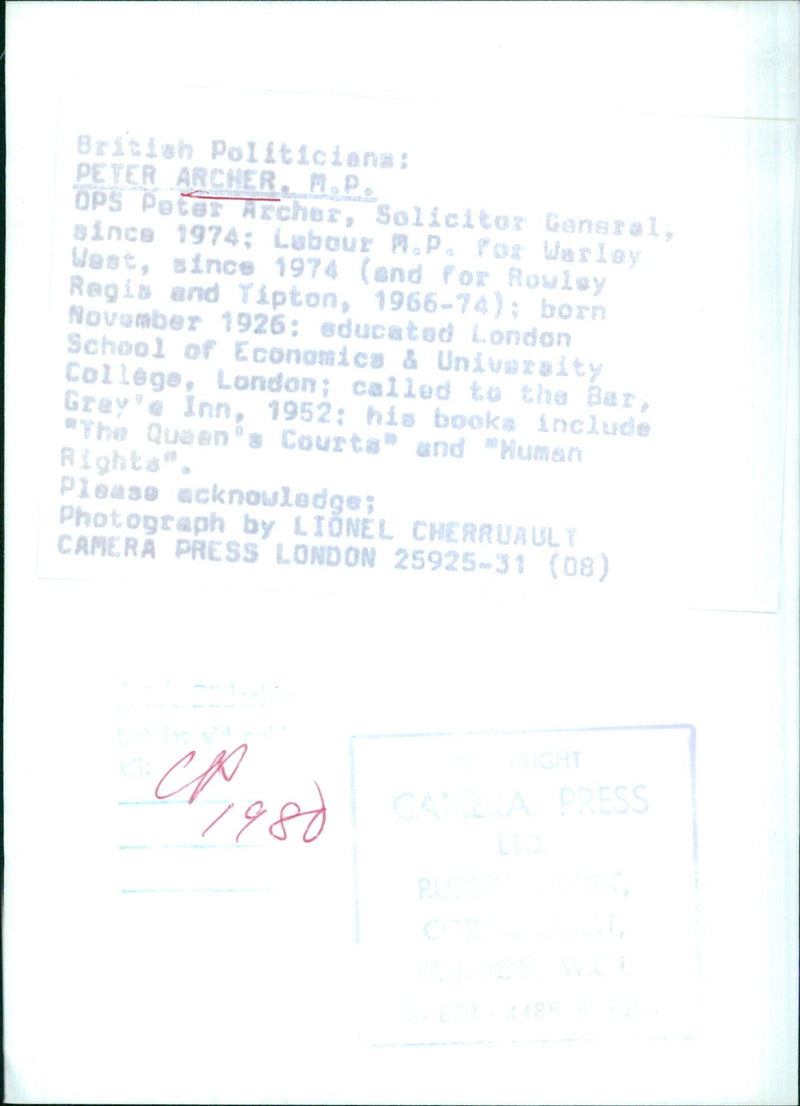 British Politicians:
PETER ARCHER, M.P.
OPS Peter Archer, Solicitor General,
since 1974; Labour M.P. for Warley
West, since 1974 (and for Rowley
Regis and Tipton, 1966-74); born
November 1926; educated London
School of Economics & University
College, London; called to the Bar,
Gray's Inn, 1952; his books include
"The Queen's Courts" and "Human
Rights".
Please acknowledge;
Photograph by LIONEL CHERRUAULT
CAMERA PRESS LONDON 25925-31 (08)
till:
CP
1980
COPYRIGHT
CAMERA PRESS
LTD.
COURT,
LONDON, W.C.1.